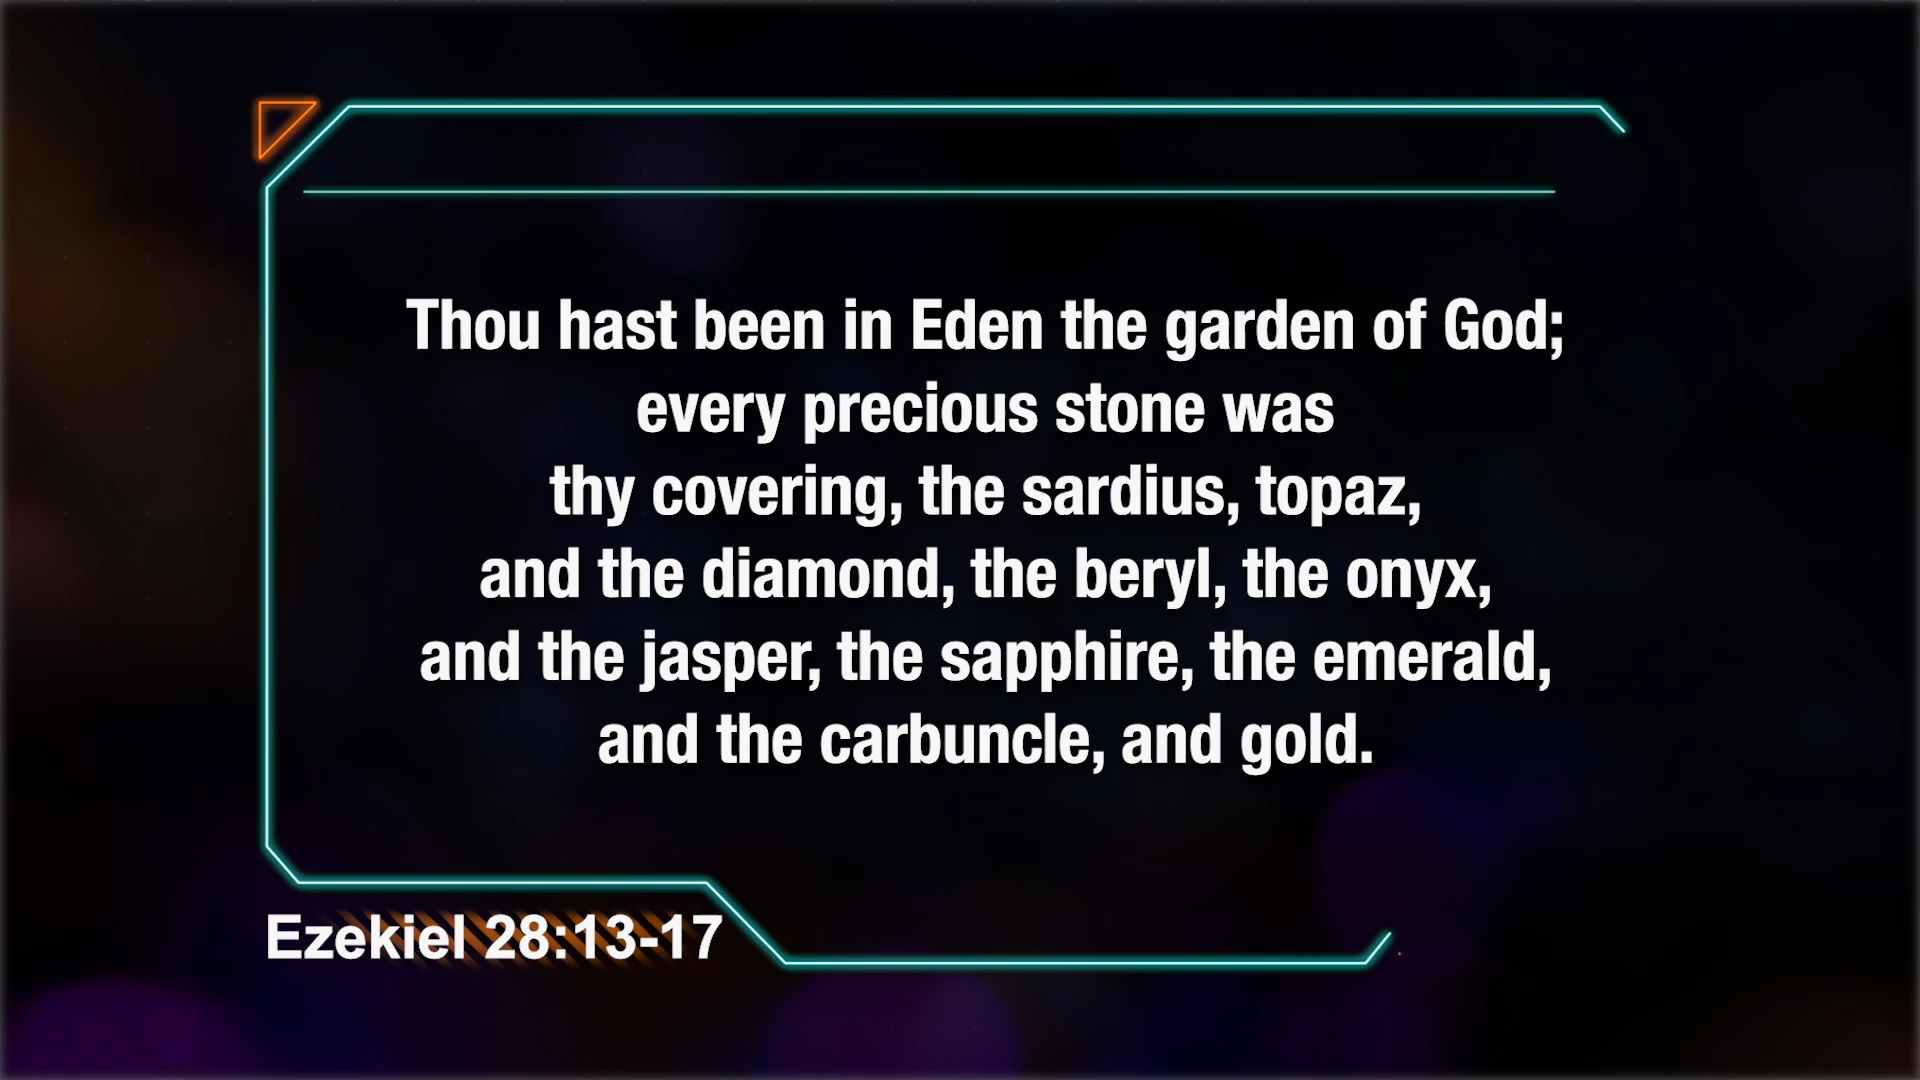 Thou hast been in Eden the garden of God;
every precious stone was
thy covering, the sardius, topaz,
and the diamond, the beryl, the onyx,
and the jasper, the sapphire, the emerald,
and the carbuncle, and gold.
Ezekiel 28:13-17